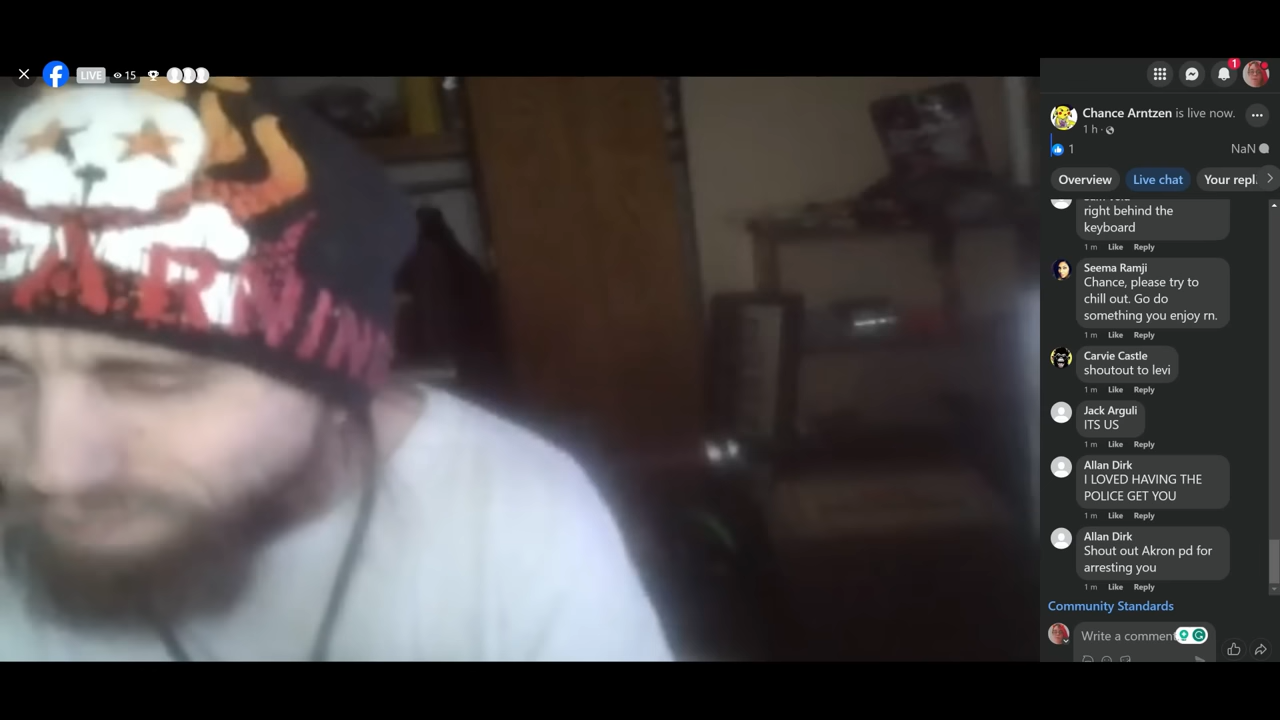 LIVE 15
1
Chance Arntzen is live now.
1 h
1
NaN
Overview
Live chat
Your repl
right behind the
keyboard
1 m Like Reply
Seema Ramji
Chance, please try to
chill out. Go do
something you enjoy rn.
1 m Like Reply
Carvie Castle
shoutout to levi
1 m Like Reply
Jack Arguli
ITS US
1 m Like Reply
Allan Dirk
I LOVED HAVING THE
POLICE GET YOU
1 m Like Reply
Allan Dirk
Shout out Akron pd for
arresting you
1 m Like Reply
Community Standards
Write a comment